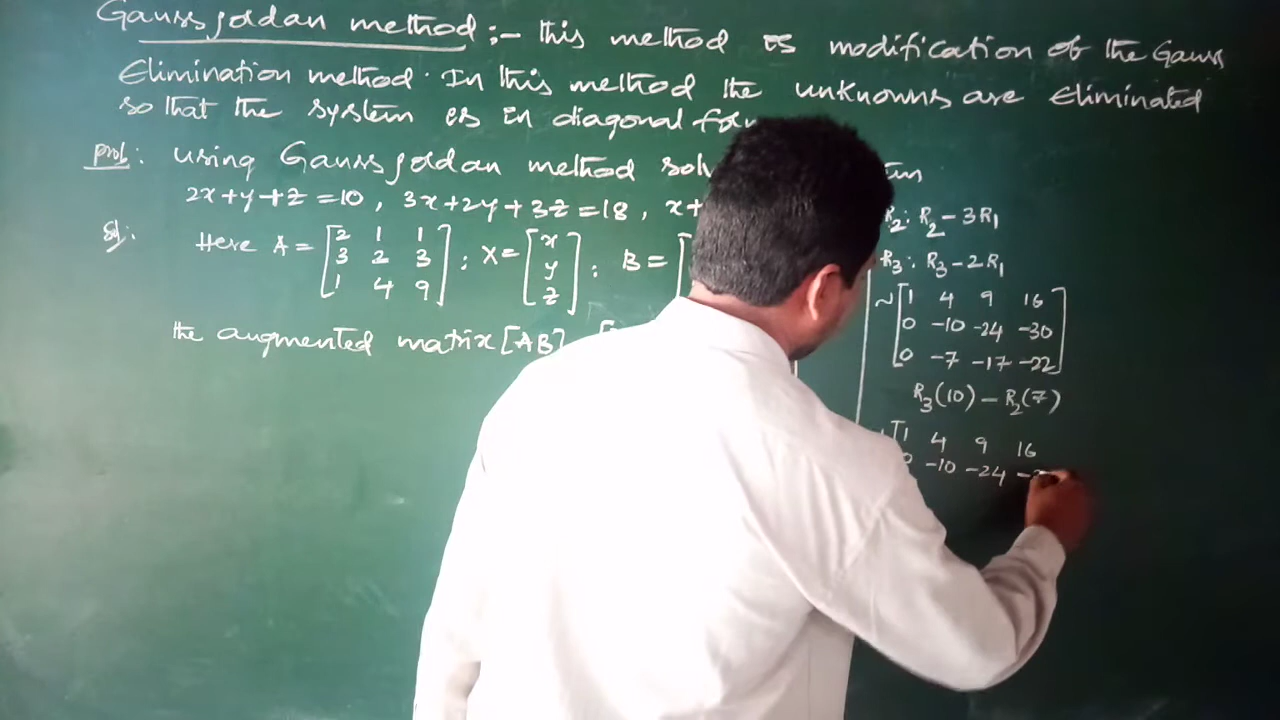 Gauss jordan method :- this method is modification of the Gauss
Elimination method. In this method the unknowns are Eliminated
so that the system is in diagonal
prob: using Gauss jordan method
2x+y+z=10, 3x+2y+3z=18,
sol: Here A = [2 1 1; X = [x; B = [
3 2 3 y
1 4 9] z]
the augmented matrix [AB]
R₂: R₂-3R₁
R₃: R₃-2R₁
~ [1 4 9 16
0 -10 -24 -30
0 -7 -17 -22]
R₃(10) - R₂(7)
[1 4 9 16
0 -10 -24